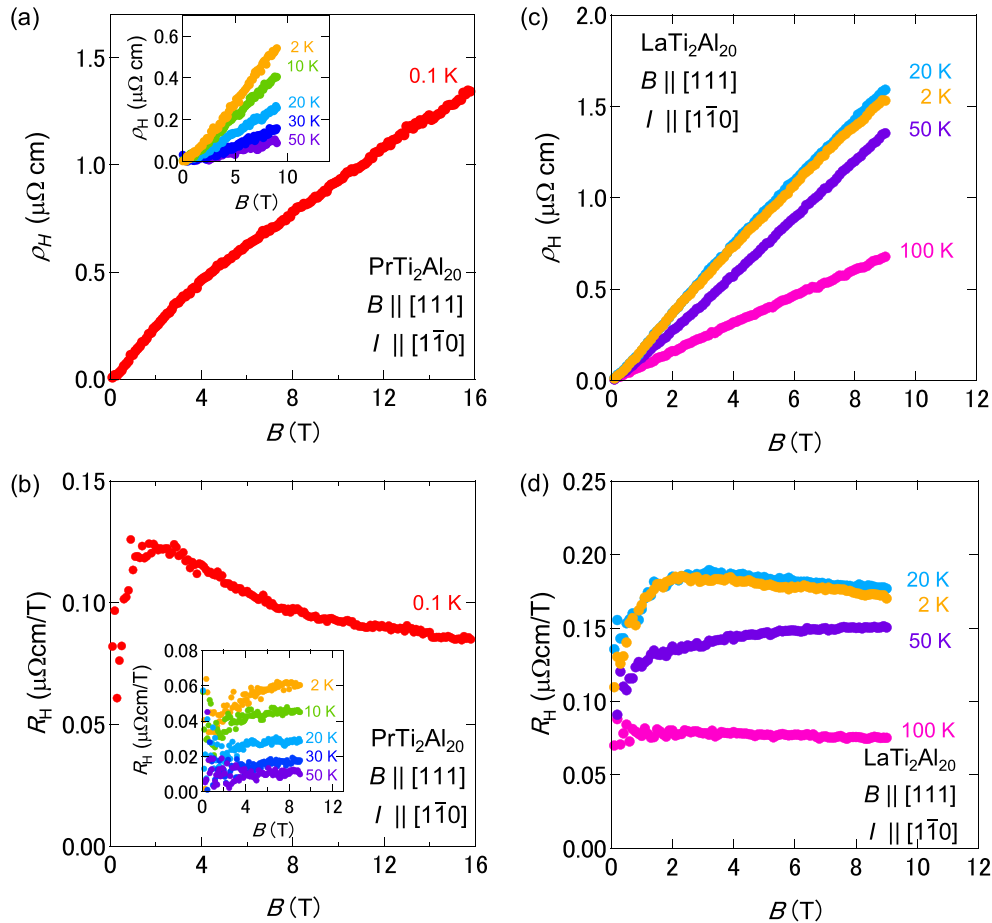 (a)
ρH (μΩ cm)
1.5
1.0
0.5
0.0
0
4
8
12
16
B (T)
0.1 K
PrTi2Al20
B || [111]
I || [11̅0]
ρH (μΩ cm)
0.6
0.4
0.2
0.0
5
10
B (T)
2 K
10 K
20 K
30 K
50 K
(c)
ρH (μΩ cm)
2.0
1.5
1.0
0.5
0.0
0
2
4
6
8
10
12
B (T)
LaTi2Al20
B || [111]
I || [11̅0]
20 K
2 K
50 K
100 K
(b)
RH (μΩcm/T)
0.15
0.10
0.05
0.00
0
4
8
12
16
B (T)
0.1 K
RH (μΩcm/T)
0.08
0.06
0.04
0.02
0.00
0
4
8
12
B (T)
2 K
10 K
20 K
30 K
50 K
PrTi2Al20
B || [111]
I || [11̅0]
(d)
RH (μΩcm/T)
0.25
0.20
0.15
0.10
0.05
0.00
0
2
4
6
8
10
12
B (T)
20 K
2 K
50 K
100 K
LaTi2Al20
B || [111]
I || [11̅0]